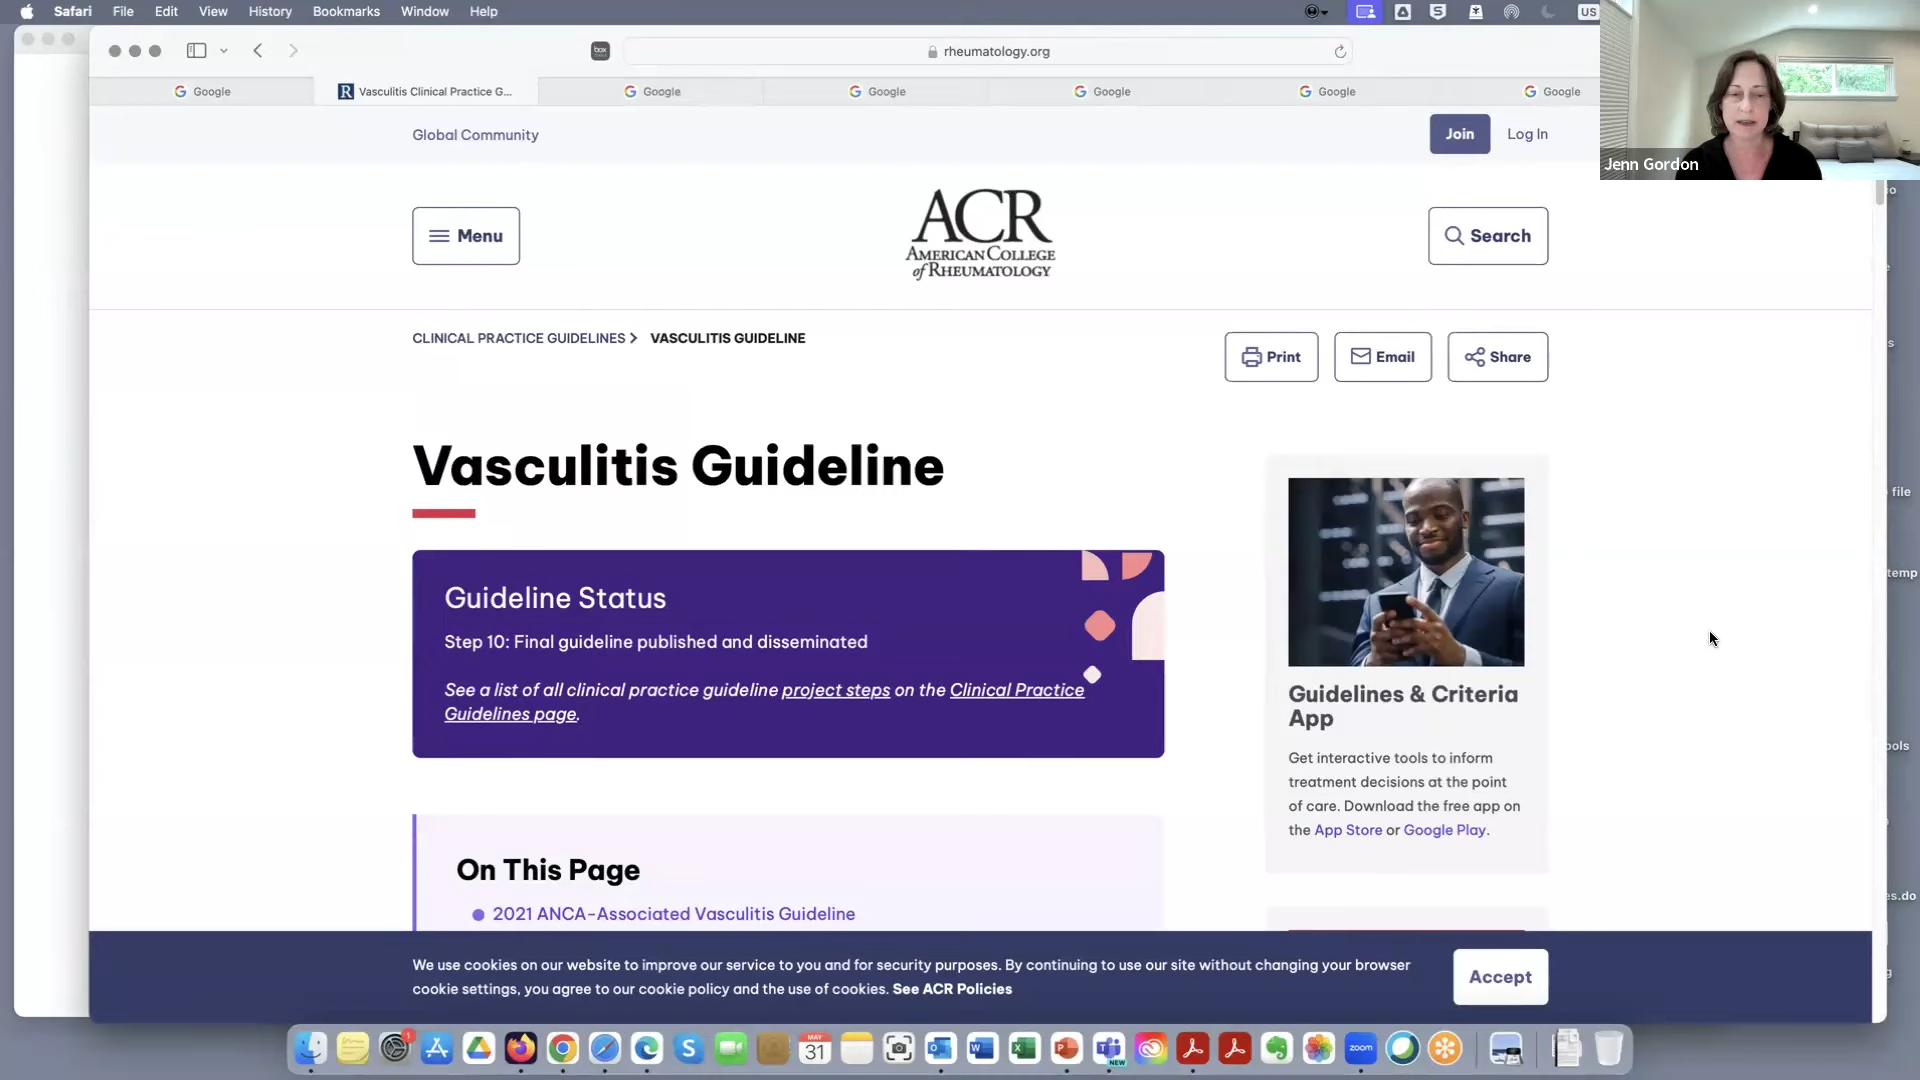 Safari File Edit View History Bookmarks Window Help
US
box
rheumatology.org
Google
Vasculitis Clinical Practice G...
Google
Google
Google
Google
Google
Jenn Gordon
Global Community
Join
Log In
Menu
ACR
AMERICAN COLLEGE
of RHEUMATOLOGY
Search
CLINICAL PRACTICE GUIDELINES > VASCULITIS GUIDELINE
Print
Email
Share
Vasculitis Guideline
Guideline Status
Step 10: Final guideline published and disseminated
See a list of all clinical practice guideline project steps on the Clinical Practice
Guidelines page.
Guidelines & Criteria
App
Get interactive tools to inform
treatment decisions at the point
of care. Download the free app on
the App Store or Google Play.
On This Page
2021 ANCA-Associated Vasculitis Guideline
file
temp
We use cookies on our website to improve our service to you and for security purposes. By continuing to use our site without changing your browser
cookie settings, you agree to our cookie policy and the use of cookies. See ACR Policies
Accept
1
MAY
31
NEW
zoom